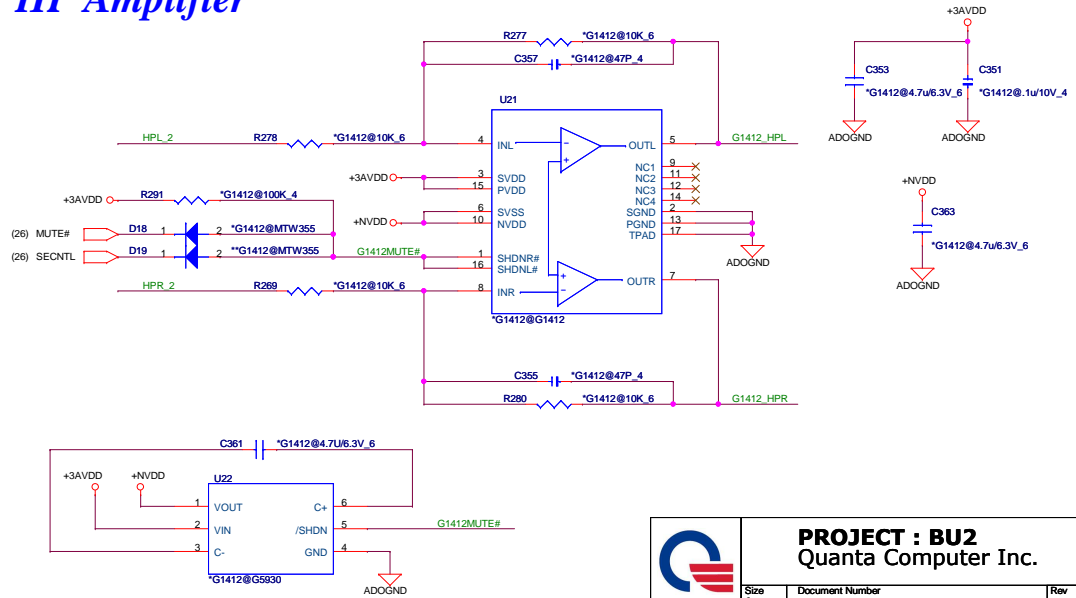 HP Amplifier
+3AVDD
R277 *G1412@10K_6
C357 *G1412@47P_4
C353
*G1412@4.7u/6.3V_6
C351
*G1412@.1u/10V_4
ADOGND
ADOGND
U21
HPL_2
R278 *G1412@10K_6
4 INL OUTL 5
G1412_HPL
+3AVDD
3 SVDD
15 PVDD
NC1 9
NC2 11
NC3 12
NC4 14
+3AVDD
R291 *G1412@100K_4
+NVDD
6 SVSS
10 NVDD
SGND 2
PGND 13
TPAD 17
+NVDD
C363
*G1412@4.7u/6.3V_6
ADOGND
(26) MUTE#
D18
1 2 *G1412@MTW355
(26) SECNTL
D19
1 2 **G1412@MTW355
G1412MUTE#
1 SHDNR#
16 SHDNL#
ADOGND
HPR_2
R269 *G1412@10K_6
8 INR OUTR 7
*G1412@G1412
C355 *G1412@47P_4
R280 *G1412@10K_6
G1412_HPR
C361 *G1412@4.7U/6.3V_6
+3AVDD
+NVDD
U22
1 VOUT C+ 6
2 VIN /SHDN 5
G1412MUTE#
3 C- GND 4
*G1412@G5930
ADOGND
PROJECT : BU2
Quanta Computer Inc.
Size
Document Number
Rev